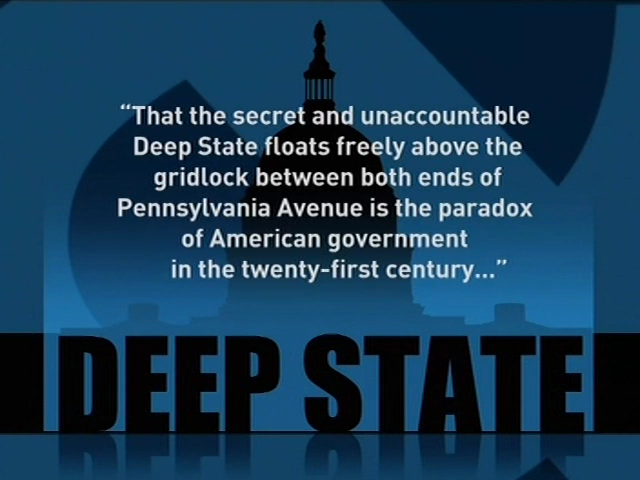 “That the secret and unaccountable
Deep State floats freely above the
gridlock between both ends of
Pennsylvania Avenue is the paradox
of American government
in the twenty-first century...”
DEEP STATE